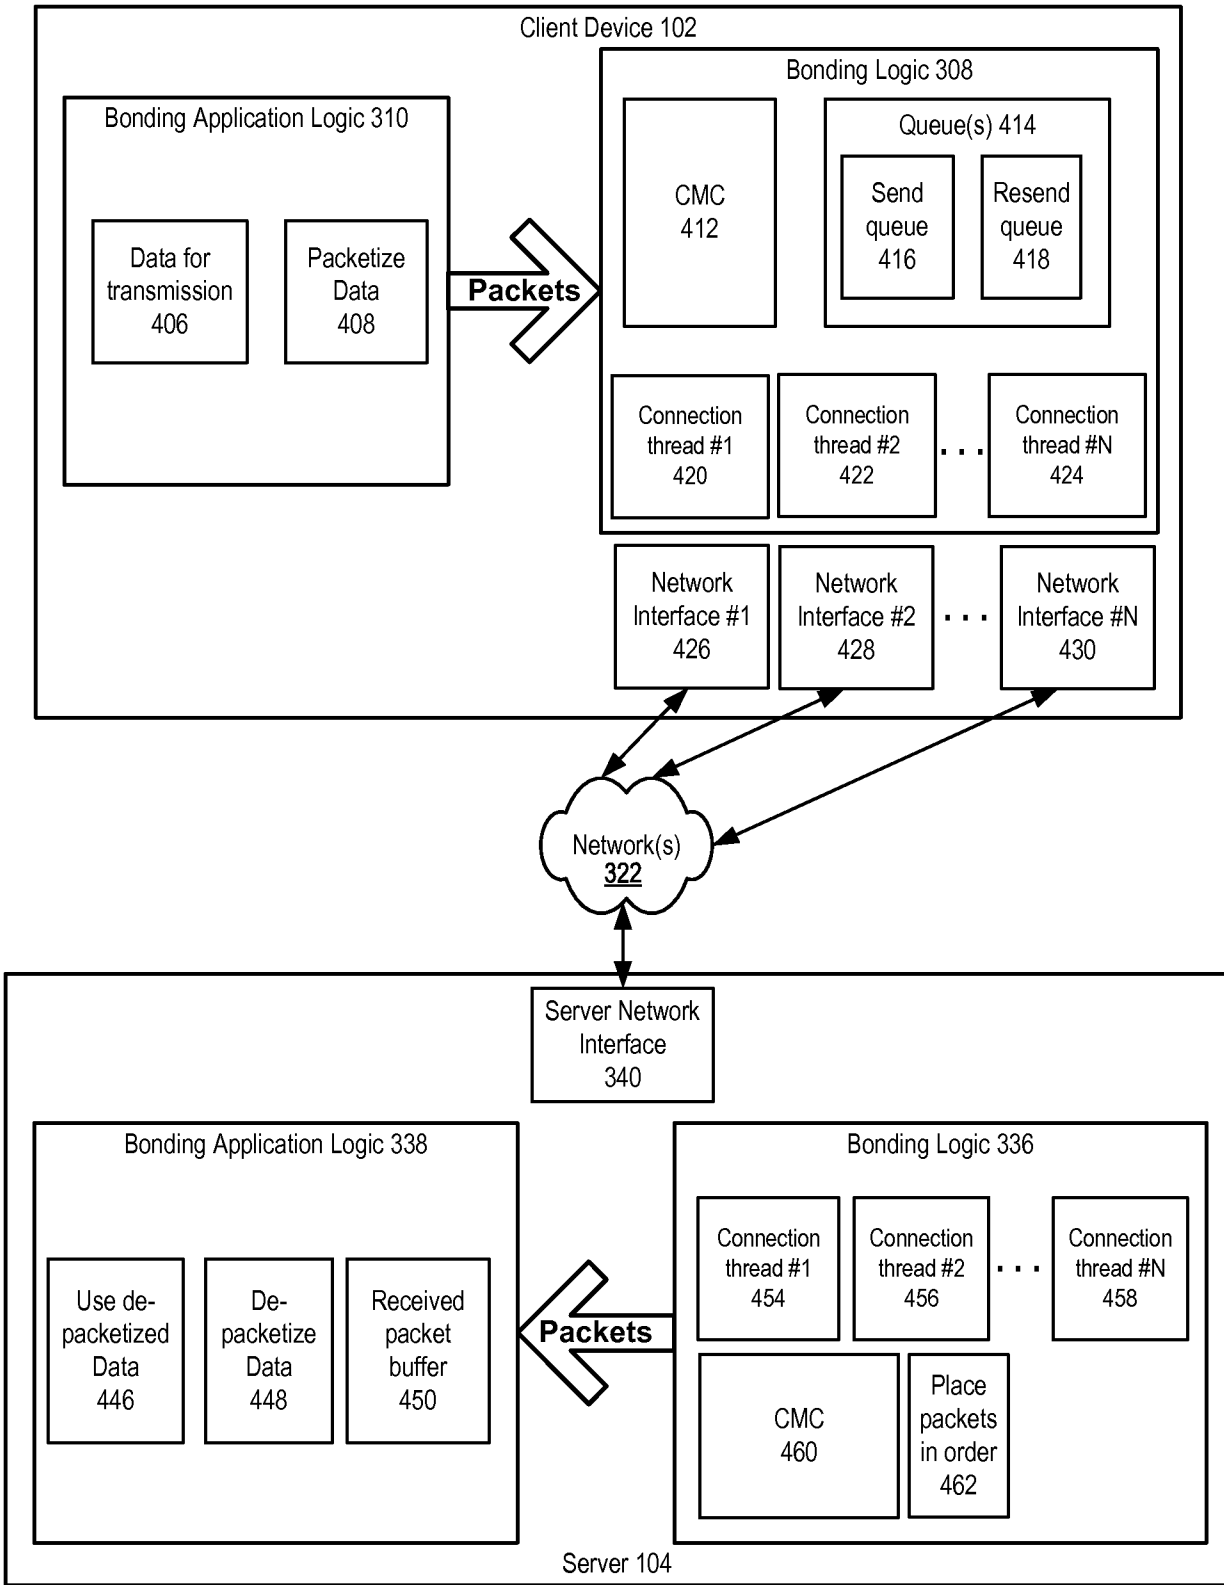 Client Device 102
Bonding Application Logic 310
Data for
transmission
406
Packetize
Data
408
Packets
Bonding Logic 308
CMC
412
Queue(s) 414
Send
queue
416
Resend
queue
418
Connection
thread #1
420
Connection
thread #2
422
. . .
Connection
thread #N
424
Network
Interface #1
426
Network
Interface #2
428
. . .
Network
Interface #N
430
Network(s)
322
Server Network
Interface
340
Bonding Application Logic 338
Use de-
packetized
Data
446
De-
packetize
Data
448
Received
packet
buffer
450
Packets
Bonding Logic 336
Connection
thread #1
454
Connection
thread #2
456
. . .
Connection
thread #N
458
CMC
460
Place
packets
in order
462
Server 104